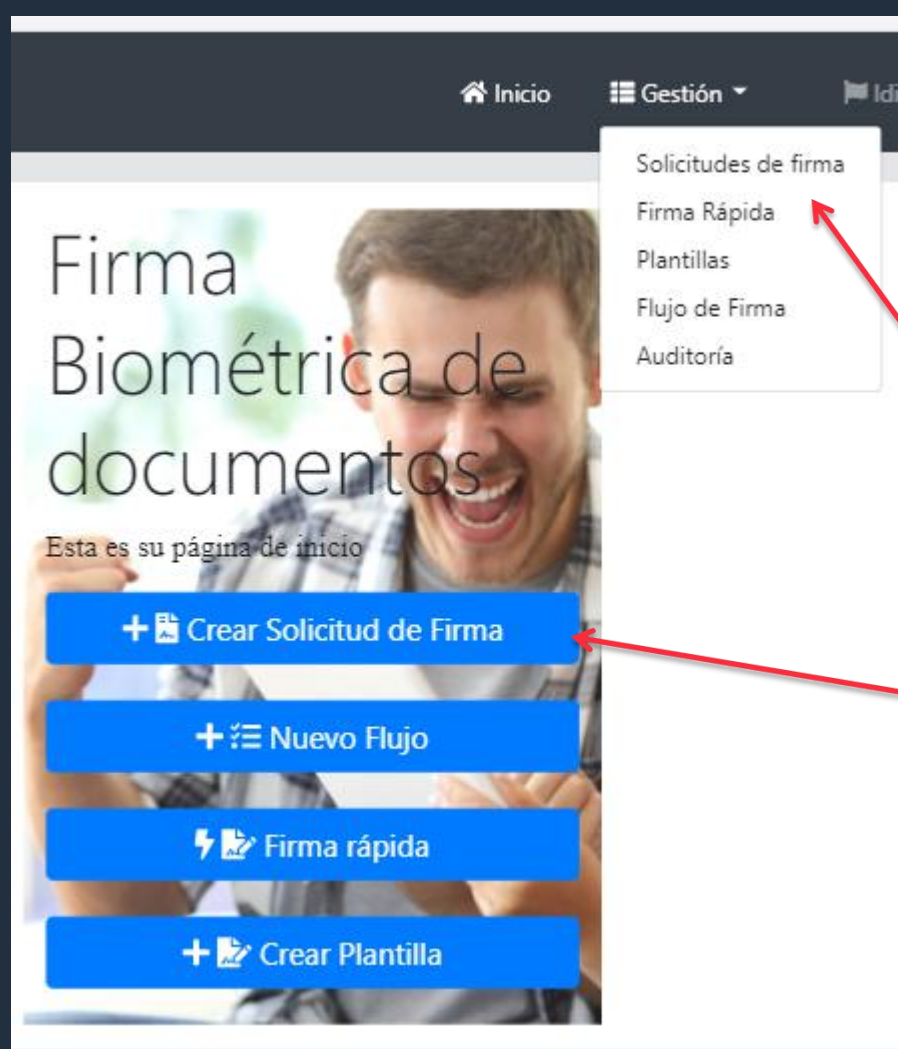 Inicio
Gestión
Idi
Solicitudes de firma
Firma Rápida
Plantillas
Flujo de Firma
Auditoría
Firma
Biométrica de
documentos
Esta es su página de inicio
Crear Solicitud de Firma
Nuevo Flujo
Firma rápida
Crear Plantilla